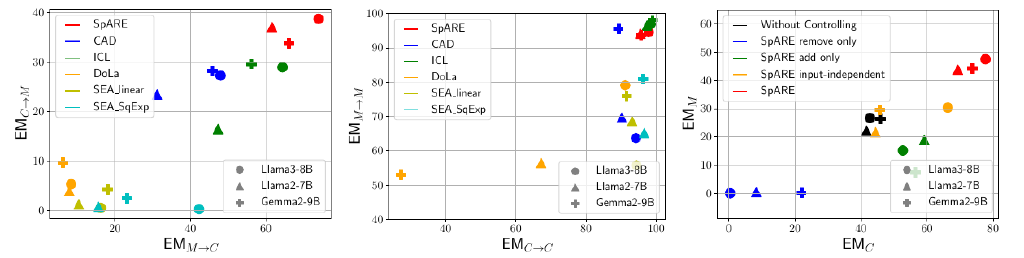 40
30
20
10
0
20
40
60
EM_{C→M}
EM_{M→C}
SpARE
CAD
ICL
DoLa
SEA_linear
SEA_SqExp
Llama3-8B
Llama2-7B
Gemma2-9B
100
90
80
70
60
50
40
40
60
80
100
EM_{M→M}
EM_{C→C}
SpARE
CAD
ICL
DoLa
SEA_linear
SEA_SqExp
Llama3-8B
Llama2-7B
Gemma2-9B
60
50
40
30
20
10
0
0
20
40
60
80
EM_M
EM_C
Without Controlling
SpARE remove only
SpARE add only
SpARE input-independent
SpARE
Llama3-8B
Llama2-7B
Gemma2-9B